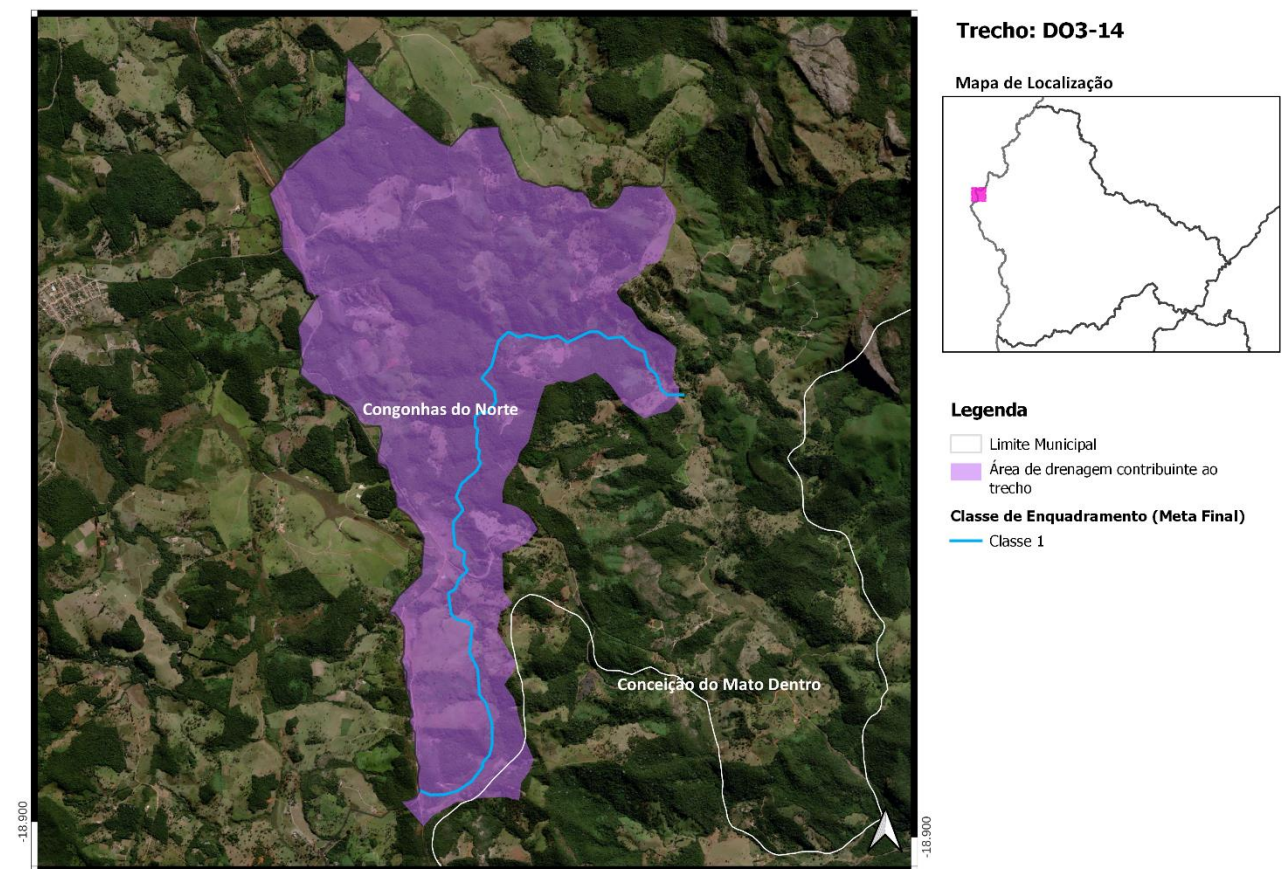 Trecho: DO3-14
Mapa de Localização
Congonhas do Norte
Conceição do Mato Dentro
Legenda
Limite Municipal
Área de drenagem contribuinte ao
trecho
Classe de Enquadramento (Meta Final)
Classe 1
-18.900
-18.900